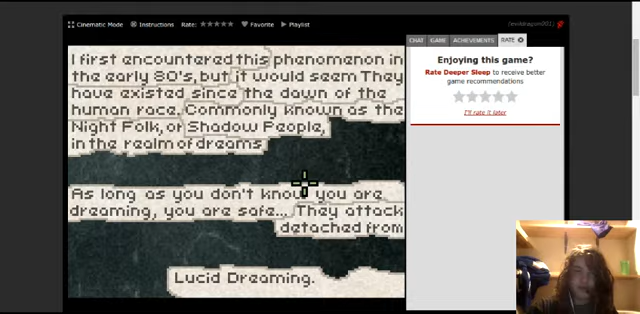 Cinematic Mode Instructions Rate: Favorite Playlist
CHAT GAME ACHIEVEMENTS RATE
Enjoying this game?
Rate Deeper Sleep to receive better
game recommendations
I'll rate it later
I first encountered this phenomenon in
the early 80's, but it would seem They
have existed since the dawn of the
human race. Commonly known as the
Night Folk, or Shadow People,
in the realm of dreams
As long as you don't know you are
dreaming, you are safe... They attack
detached from
Lucid Dreaming.